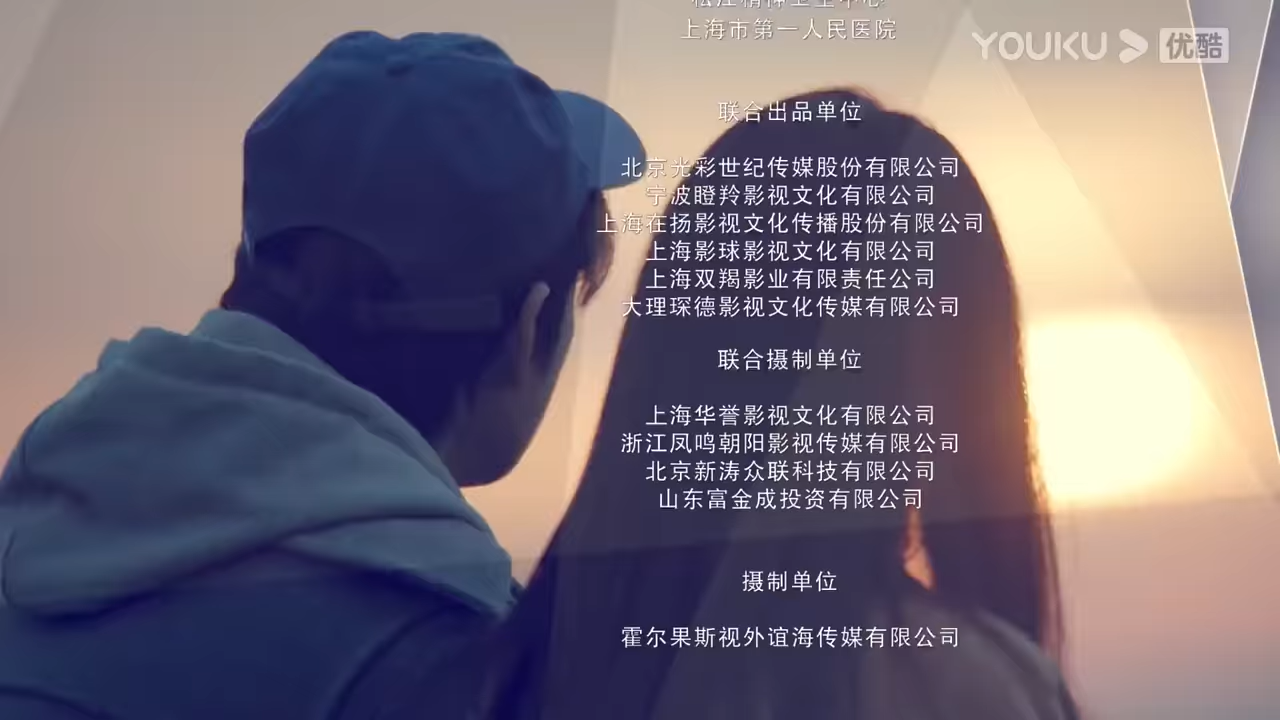 上海市第一人民医院
YOUKU 优酷
联合出品单位
北京光彩世纪传媒股份有限公司
宁波瞪羚影视文化有限公司
上海在扬影视文化传播股份有限公司
上海影球影视文化有限公司
上海双羯影业有限责任公司
大理琛德影视文化传媒有限公司
联合摄制单位
上海华誉影视文化有限公司
浙江凤鸣朝阳影视传媒有限公司
北京新涛众联科技有限公司
山东富金成投资有限公司
摄制单位
霍尔果斯视外谊海传媒有限公司